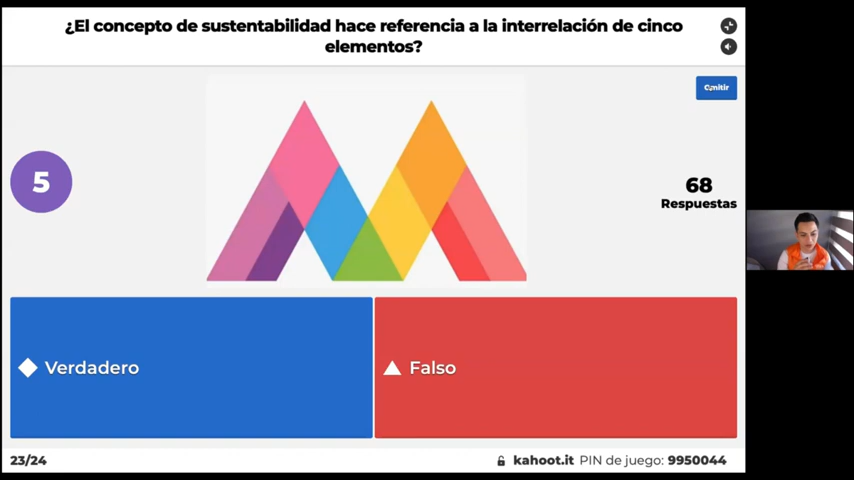 ¿El concepto de sustentabilidad hace referencia a la interrelación de cinco
elementos?
Omitir
5
68
Respuestas
Verdadero
Falso
23/24
kahoot.it PIN de juego: 9950044